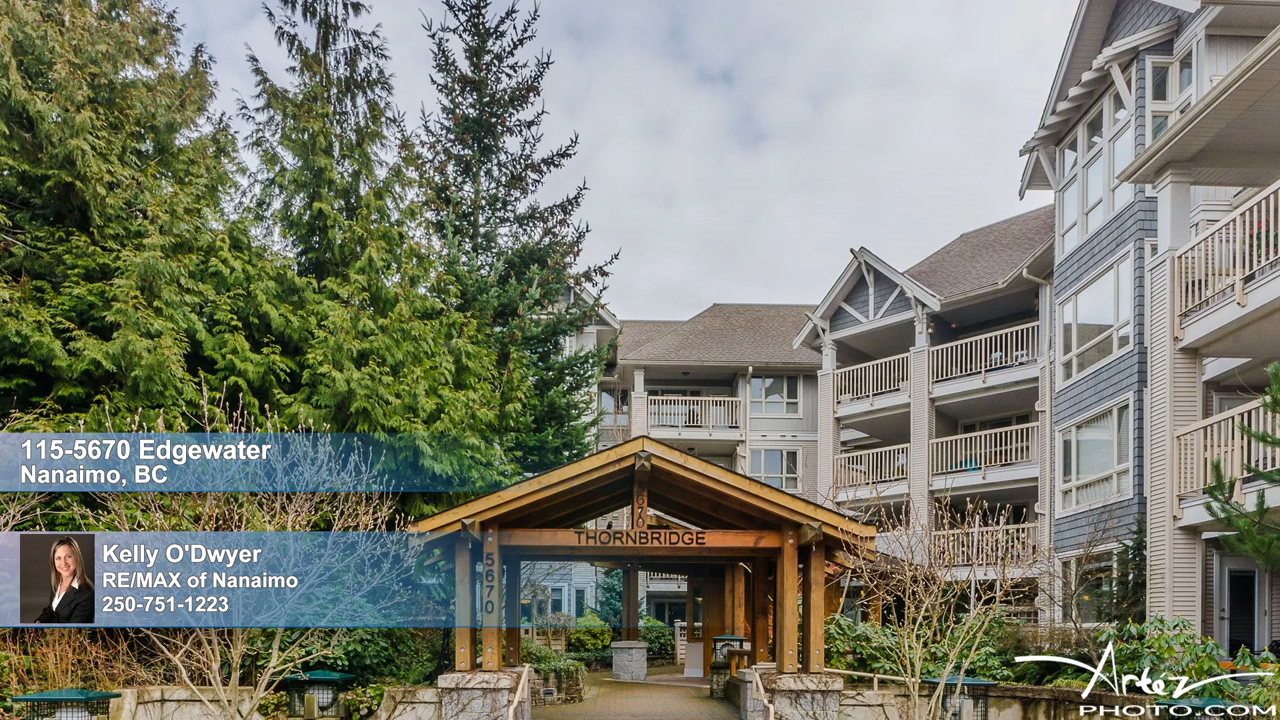 115-5670 Edgewater
Nanaimo, BC
Kelly O'Dwyer
RE/MAX of Nanaimo
250-751-1223
5670
THORNBRIDGE
5670
Artez
PHOTO.COM